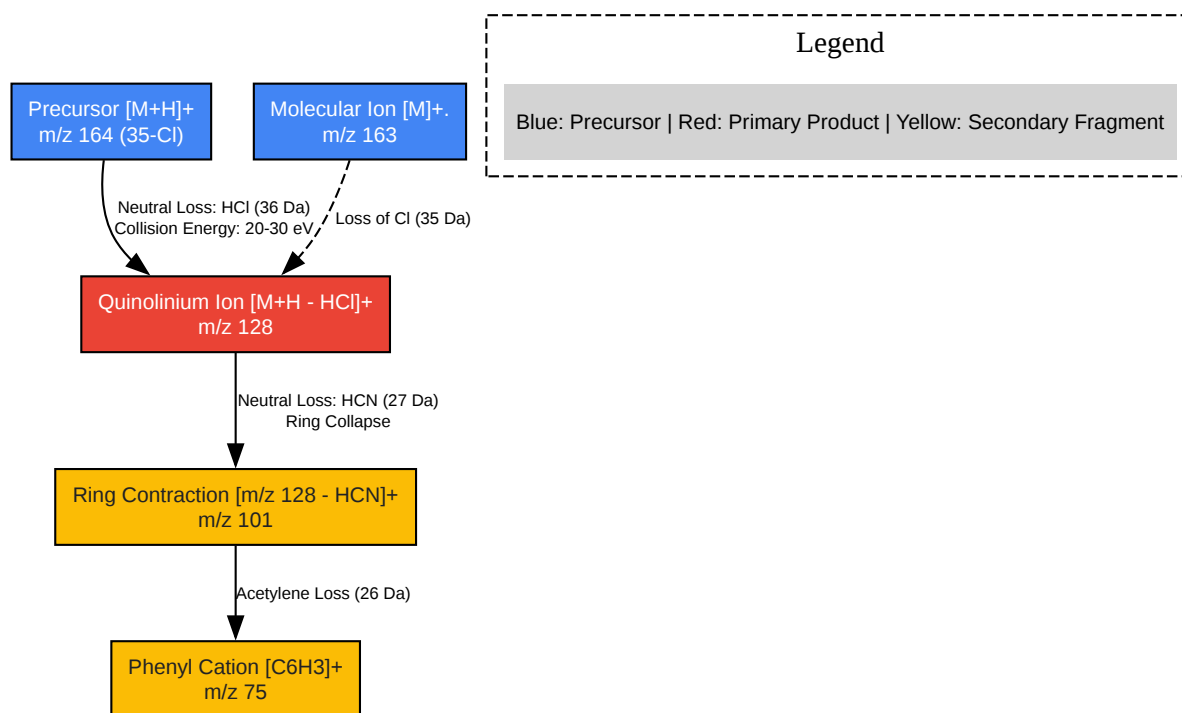 Legend
Blue: Precursor | Red: Primary Product | Yellow: Secondary Fragment
Precursor [M+H]+
m/z 164 (35-Cl)
Molecular Ion [M]+.
m/z 163
Neutral Loss: HCl (36 Da)
Collision Energy: 20-30 eV
Loss of Cl (35 Da)
Quinolinium Ion [M+H - HCl]+
m/z 128
Neutral Loss: HCN (27 Da)
Ring Collapse
Ring Contraction [m/z 128 - HCN]+
m/z 101
Acetylene Loss (26 Da)
Phenyl Cation [C6H3]+
m/z 75